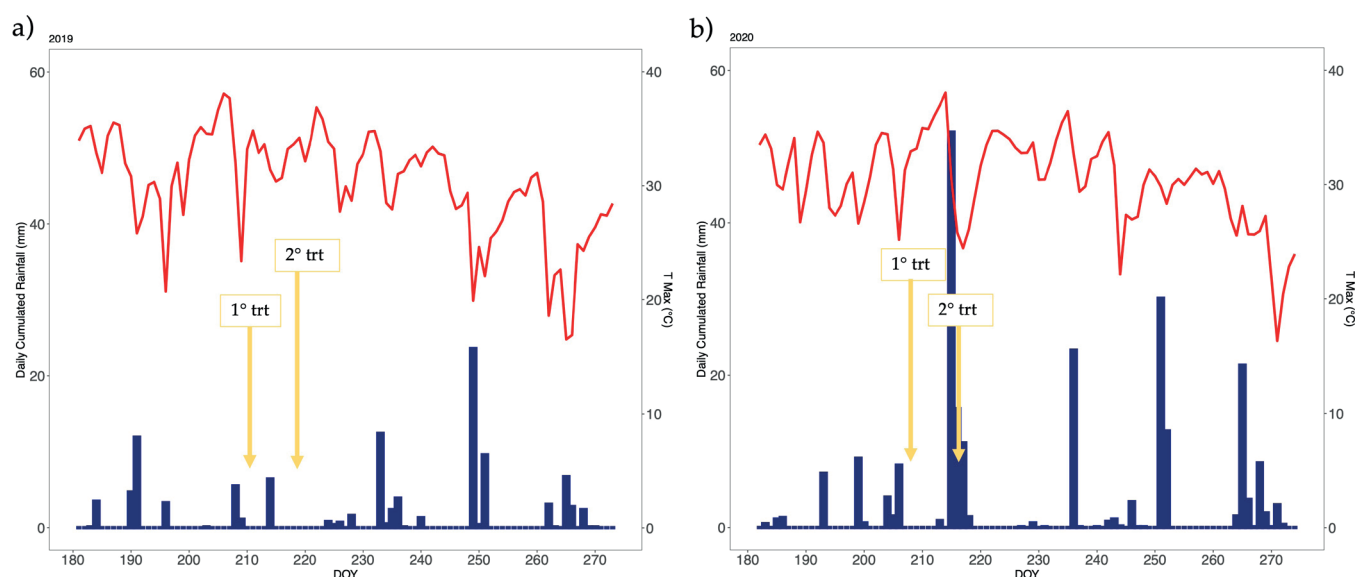 a)
2019
60
40
20
0
Daily Cumulated Rainfall (mm)
40
30
20
10
0
T Max (°C)
1° trt
2° trt
180 190 200 210 220 230 240 250 260 270
DOY
b)
2020
60
40
20
0
Daily Cumulated Rainfall (mm)
40
30
20
10
0
T Max (°C)
1° trt
2° trt
190 200 210 220 230 240 250 260 270
DOY